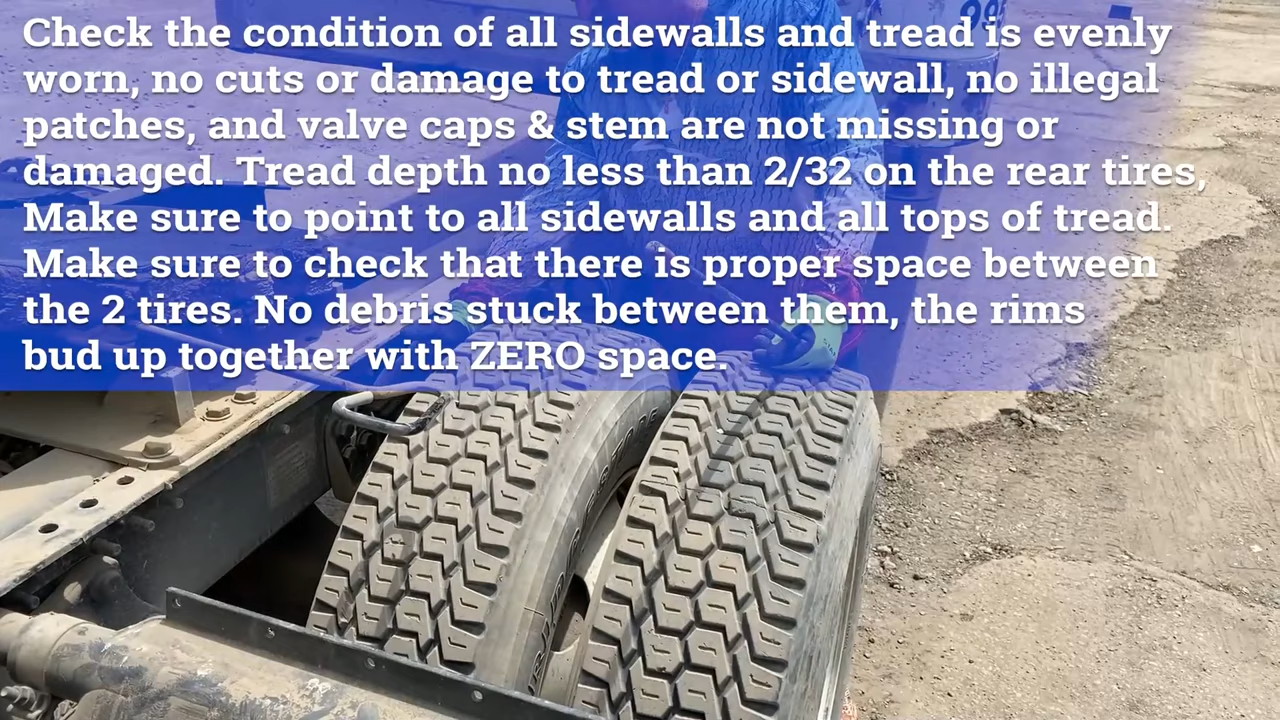 Check the condition of all sidewalls and tread is evenly
worn, no cuts or damage to tread or sidewall, no illegal
patches, and valve caps & stem are not missing or
damaged. Tread depth no less than 2/32 on the rear tires,
Make sure to point to all sidewalls and all tops of tread.
Make sure to check that there is proper space between
the 2 tires. No debris stuck between them, the rims
bud up together with ZERO space.